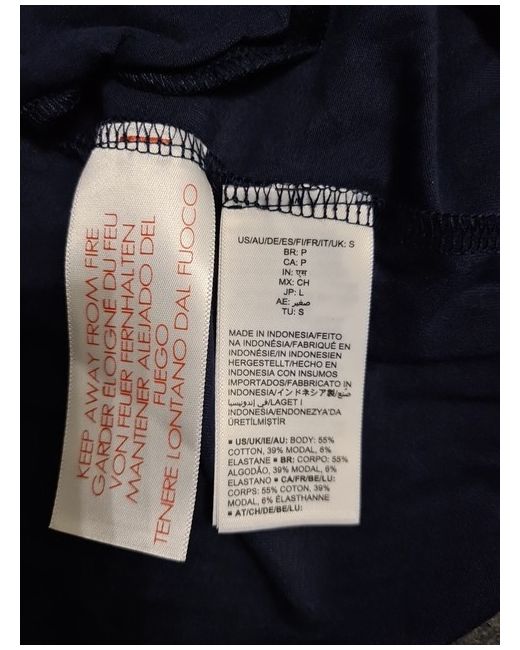 KEEP AWAY FROM FIRE
GARDER ÉLOIGNÉ DU FEU
VON FEUER FERNHALTEN
MANTENER ALEJADO DEL
FUEGO
TENERE LONTANO DAL FUOCO
US/AU/DE/ES/FI/FR/IT/UK: S
BR: P
CA: P
IN: एस
MX: CH
JP: L
AE: صغير
TU: S
MADE IN INDONESIA/FEITO
NA INDONÉSIA/FABRIQUÉ EN
INDONÉSIE/IN INDONESIEN
HERGESTELLT/HECHO EN
INDONESIA CON INSUMOS
IMPORTADOS/FABBRICATO IN
INDONESIA/インドネシア製/صنع
في إندونيسيا/LAGET I
INDONESIA/ENDONEZYA'DA
ÜRETİLMİŞTİR
■ US/UK/IE/AU: BODY: 55%
COTTON, 39% MODAL, 6%
ELASTANE ■ BR: CORPO: 55%
ALGODÃO, 39% MODAL, 6%
ELASTANO ■ CA/FR/BE/LU:
CORPS: 55% COTON, 39%
MODAL, 6% ÉLASTHANNE
■ AT/CH/DE/BE/LU: